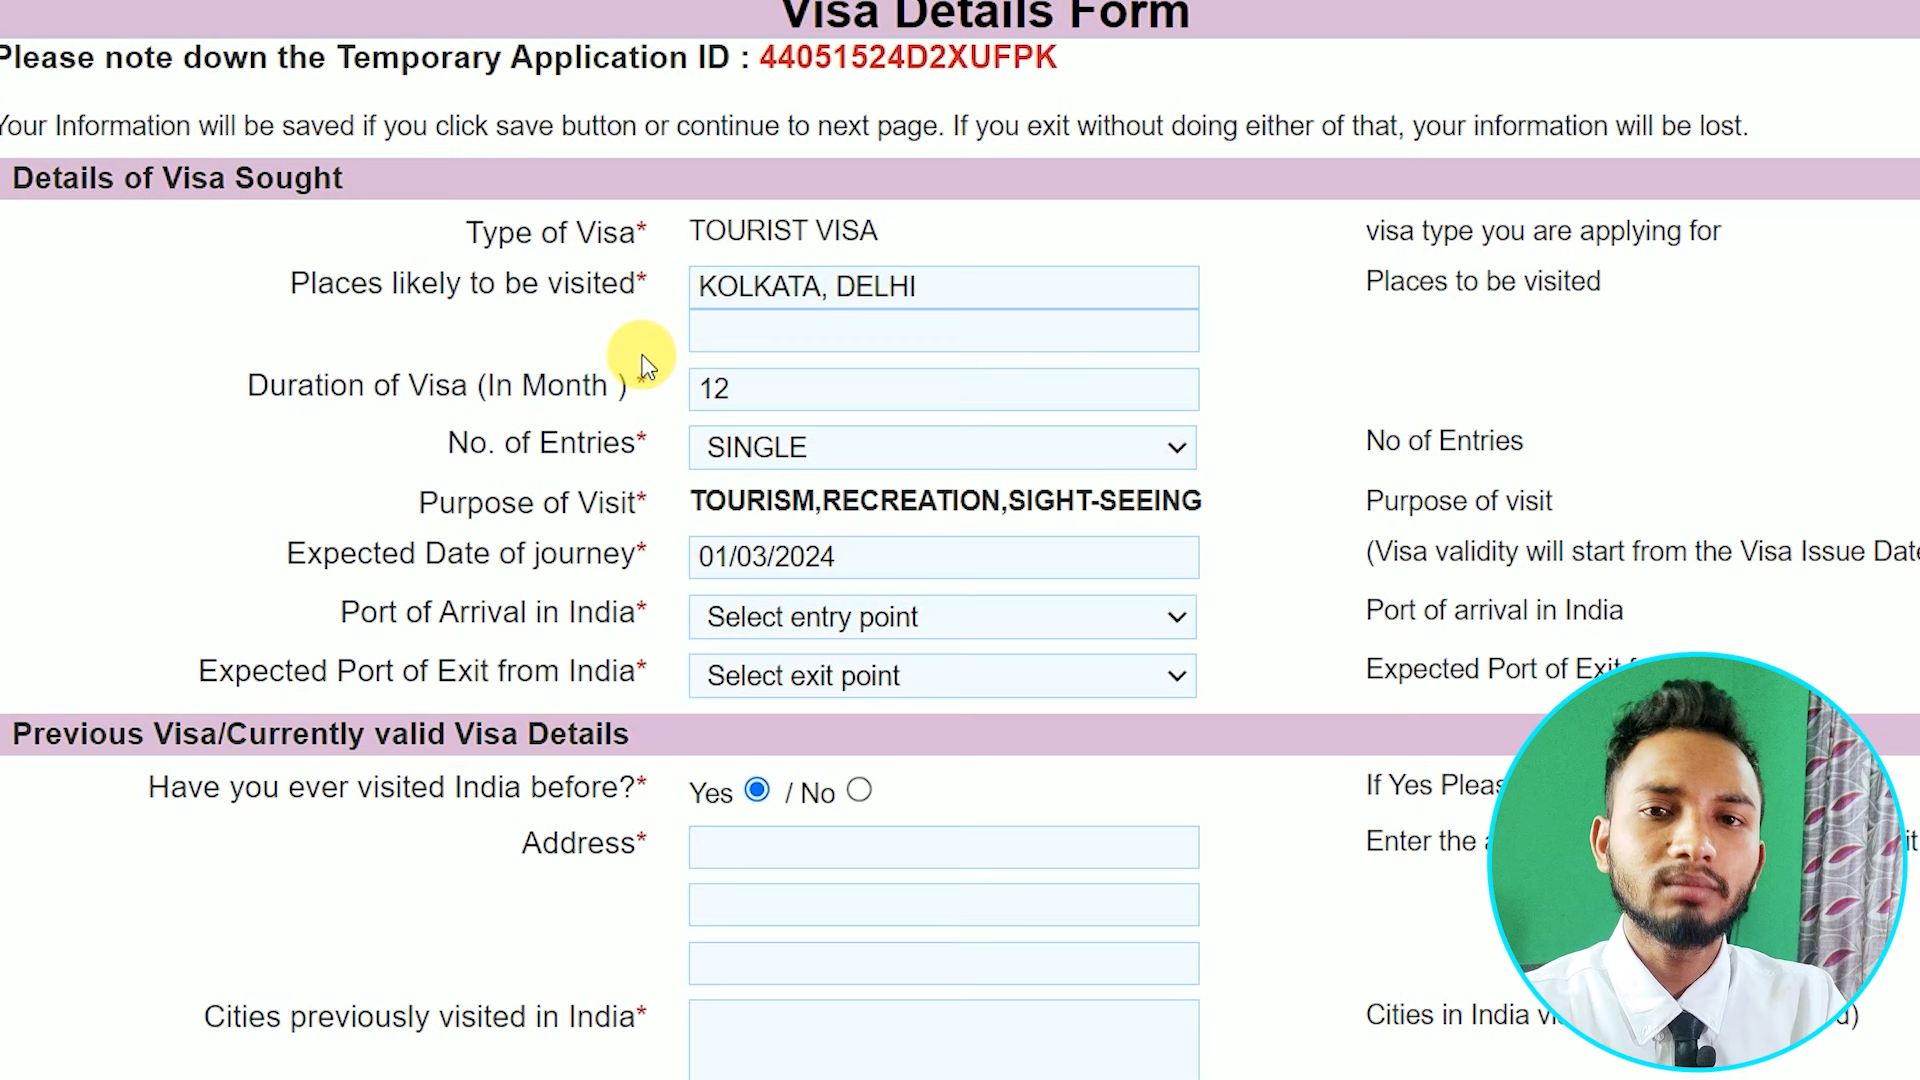 Visa Details Form
Please note down the Temporary Application ID : 44051524D2XUFPK
Your Information will be saved if you click save button or continue to next page. If you exit without doing either of that, your information will be lost.
Details of Visa Sought
Type of Visa* TOURIST VISA visa type you are applying for
Places likely to be visited* KOLKATA, DELHI Places to be visited
Duration of Visa (In Month ) * 12
No. of Entries* SINGLE No of Entries
Purpose of Visit* TOURISM,RECREATION,SIGHT-SEEING Purpose of visit
Expected Date of journey* 01/03/2024 (Visa validity will start from the Visa Issue Date
Port of Arrival in India* Select entry point Port of arrival in India
Expected Port of Exit from India* Select exit point Expected Port of Exit
Previous Visa/Currently valid Visa Details
Have you ever visited India before?* Yes / No If Yes Pleas
Address* Enter the
Cities previously visited in India* Cities in India